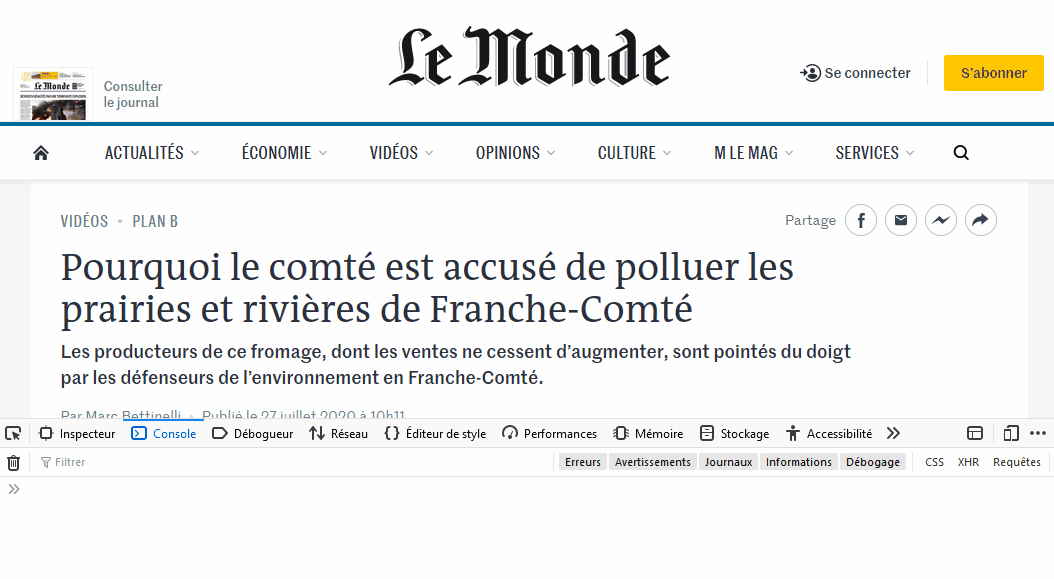 Le Monde
Le Monde
Consulter
le journal
Se connecter
S'abonner
ACTUALITÉS
ÉCONOMIE
VIDÉOS
OPINIONS
CULTURE
M LE MAG
SERVICES
VIDÉOS • PLAN B
Partage
Pourquoi le comté est accusé de polluer les
prairies et rivières de Franche-Comté
Les producteurs de ce fromage, dont les ventes ne cessent d'augmenter, sont pointés du doigt
par les défenseurs de l'environnement en Franche-Comté.
Par Marc Bettinelli • Publié le 27 juillet 2020 à 10h11
Inspecteur
Console
Débogueur
Réseau
Éditeur de style
Performances
Mémoire
Stockage
Accessibilité
Filtrer
Erreurs
Avertissements
Journaux
Informations
Débogage
CSS
XHR
Requêtes